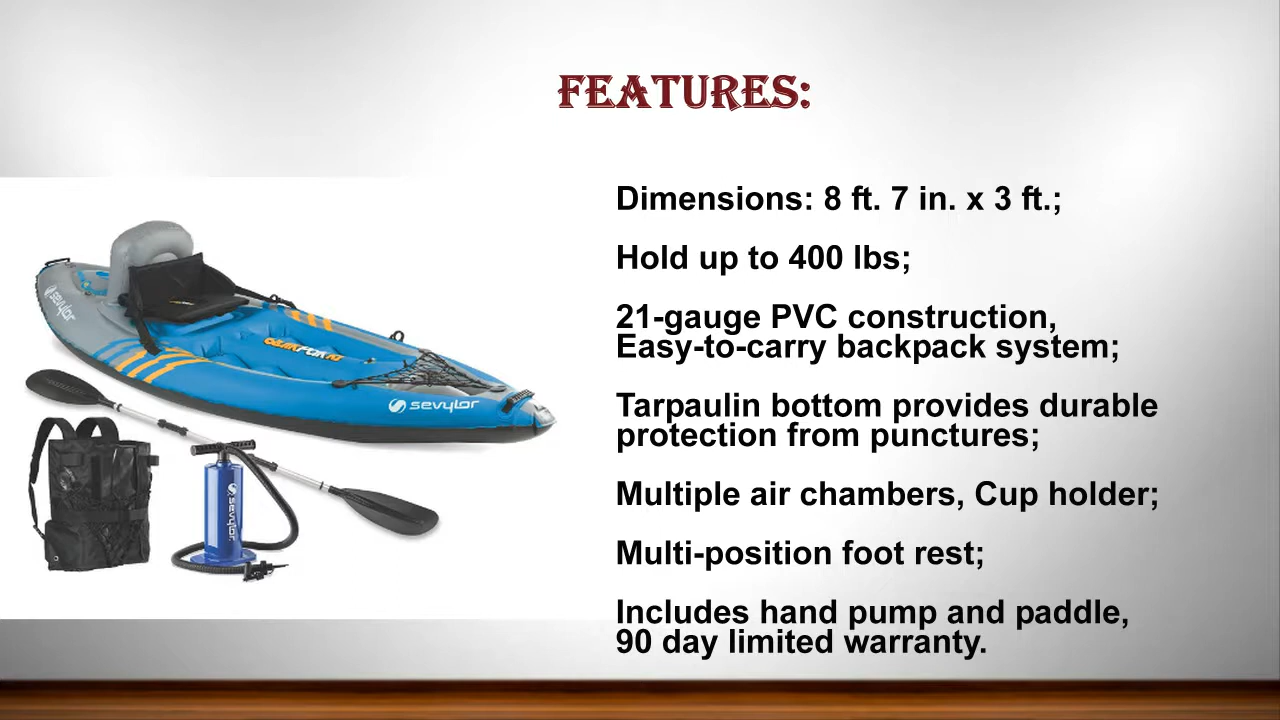 FEATURES:
Dimensions: 8 ft. 7 in. x 3 ft.;
Hold up to 400 lbs;
21-gauge PVC construction,
Easy-to-carry backpack system;
Tarpaulin bottom provides durable
protection from punctures;
Multiple air chambers, Cup holder;
Multi-position foot rest;
Includes hand pump and paddle,
90 day limited warranty.
sevylor
sevylor
sevylor